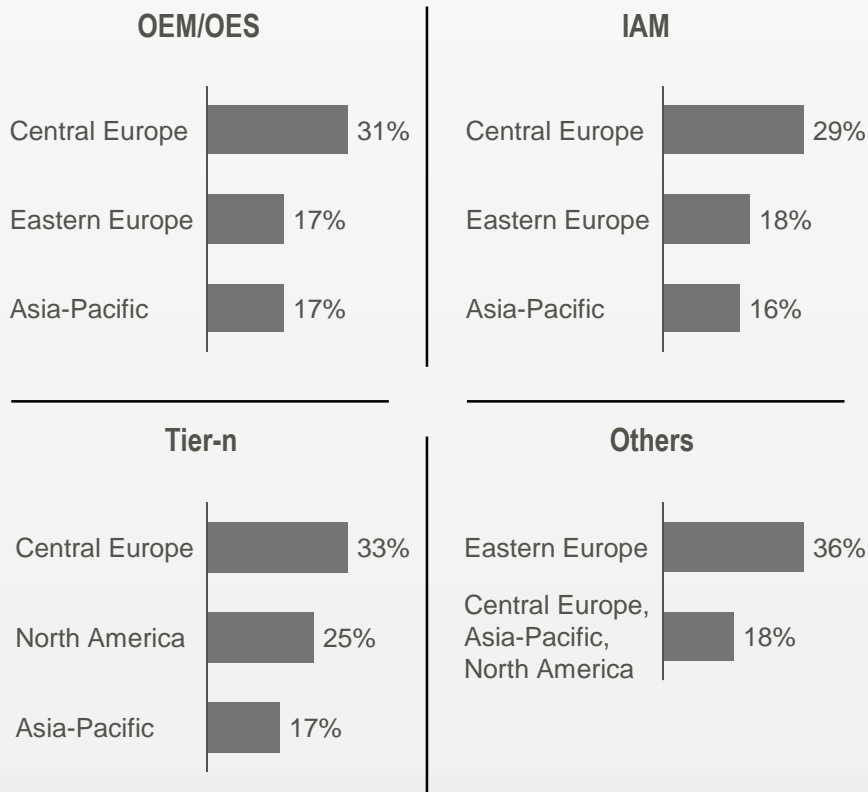 OEM/OES
Central Europe 31%
Eastern Europe 17%
Asia-Pacific 17%
IAM
Central Europe 29%
Eastern Europe 18%
Asia-Pacific 16%
Tier-n
Central Europe 33%
North America 25%
Asia-Pacific 17%
Others
Eastern Europe 36%
Central Europe,
Asia-Pacific, 18%
North America